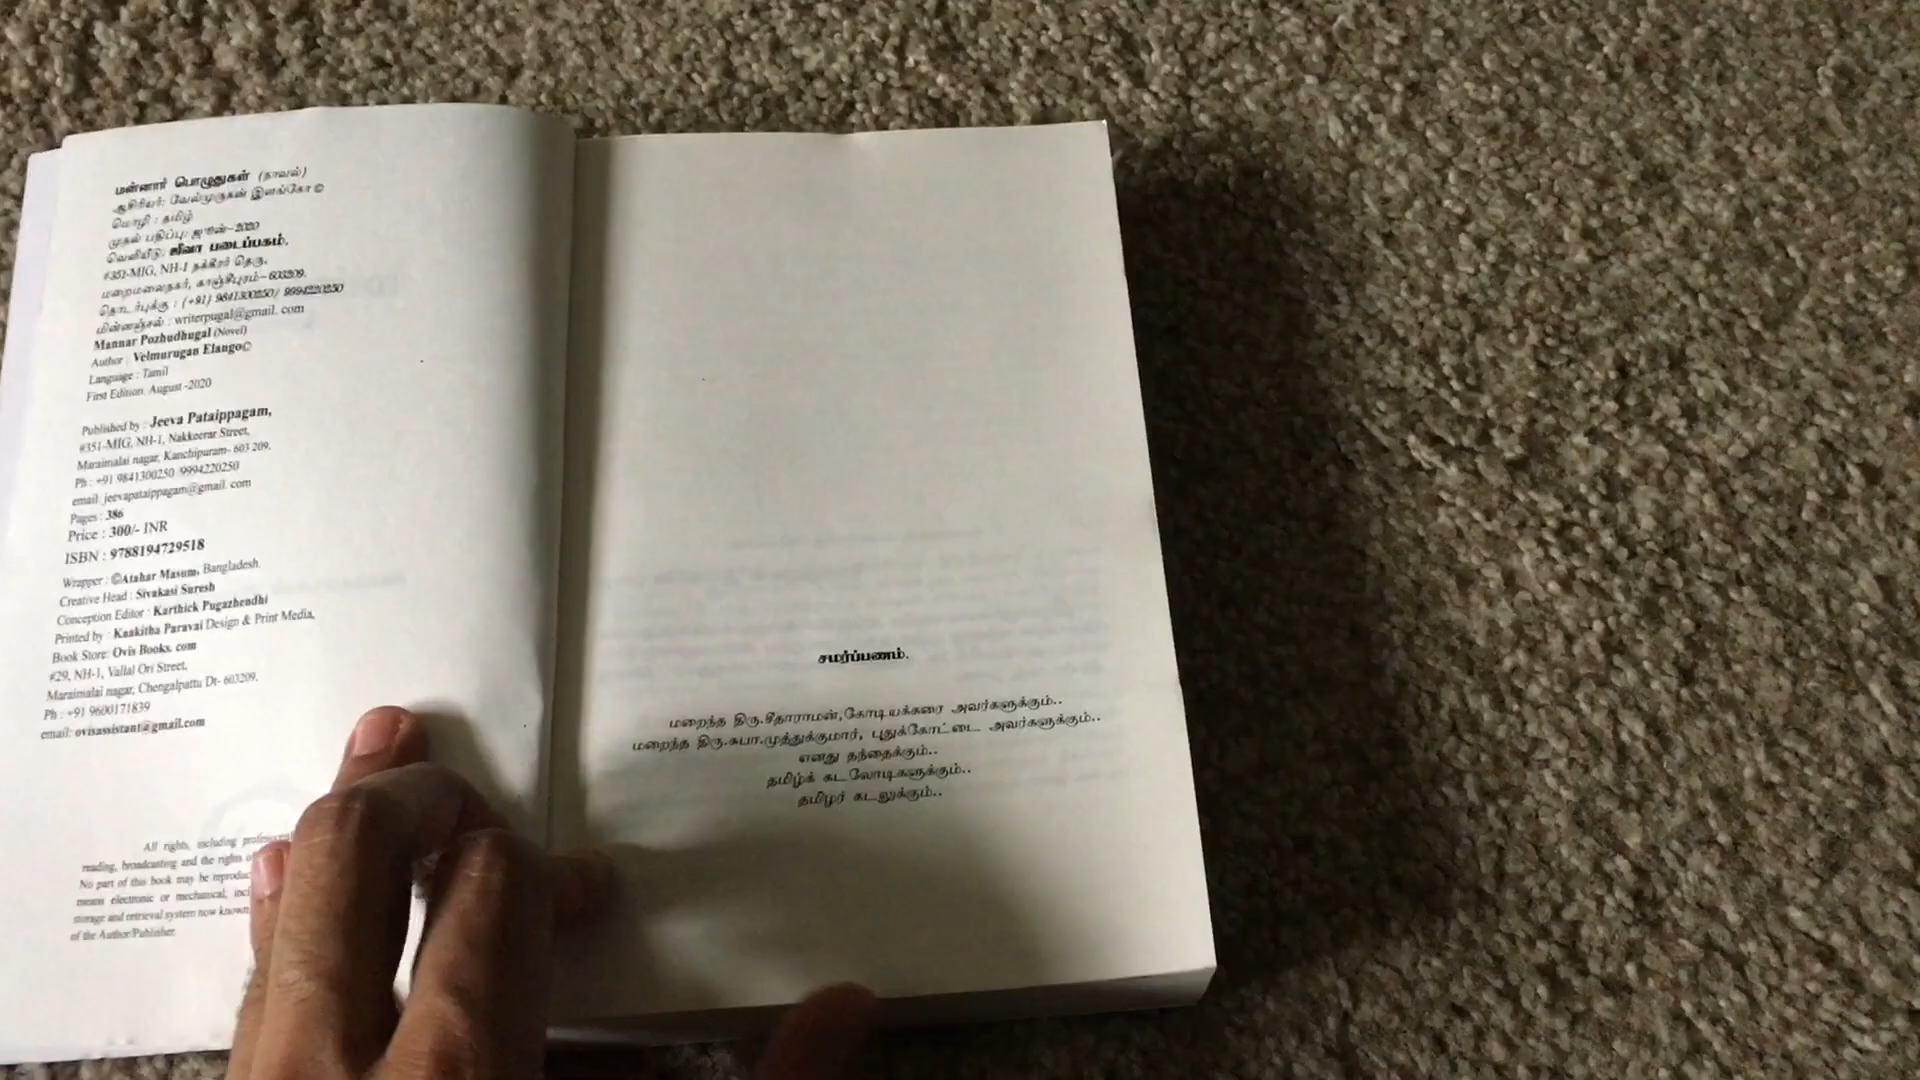 மன்னார் பொழுதுகள் (நாவல்)
ஆசிரியர்: வேல்முருகன் இளங்கோ ©
மொழி : தமிழ்
முதல் பதிப்பு: ஜூன்-2020
வெளியீடு: ஜீவா படைப்பகம்,
#351-MIG, NH-1 நக்கீரர் தெரு,
மறைமலைநகர், காஞ்சிபுரம்-603209.
தொடர்புக்கு : (+91) 9841300250/ 9994220250
மின்னஞ்சல் : writerpugal@gmail. com
Mannar Pozhudhugal (Novel)
Author : Velmurugan Elango©
Language : Tamil
First Edition. August -2020
Published by : Jeeva Pataippagam,
#351-MIG, NH-1, Nakkeerar Street,
Maraimalai nagar, Kanchipuram- 603 209.
Ph : +91 9841300250 /9994220250
email: jeevapataippagam@gmail. com
Pages : 386
Price : 300/- INR
ISBN : 9788194729518
Wrapper : ©Atahar Masum, Bangladesh.
Creative Head : Sivakasi Suresh
Conception Editor : Karthick Pugazhendhi
Printed by : Kaakitha Paravai Design & Print Media,
Book Store: Ovis Books. com
#29, NH-1, Vallal Ori Street,
Maraimalai nagar, Chengalpattu Dt- 603209.
Ph : +91 9600171839
email: ovisassistant@gmail.com
All rights, including professional
reading, broadcasting and the rights of
No part of this book may be
means electronic or mechanical;
storage and retrieval system now known
of the Author/Publisher.
சமர்ப்பணம்.
மறைந்த திரு.சீதாராமன்,கோடியக்கரை அவர்களுக்கும்..
மறைந்த திரு.சுபா.முத்துக்குமார், புதுக்கோட்டை அவர்களுக்கும்..
எனது தந்தைக்கும்..
தமிழ்க் கடலோடிகளுக்கும்..
தமிழர் கடலுக்கும்..